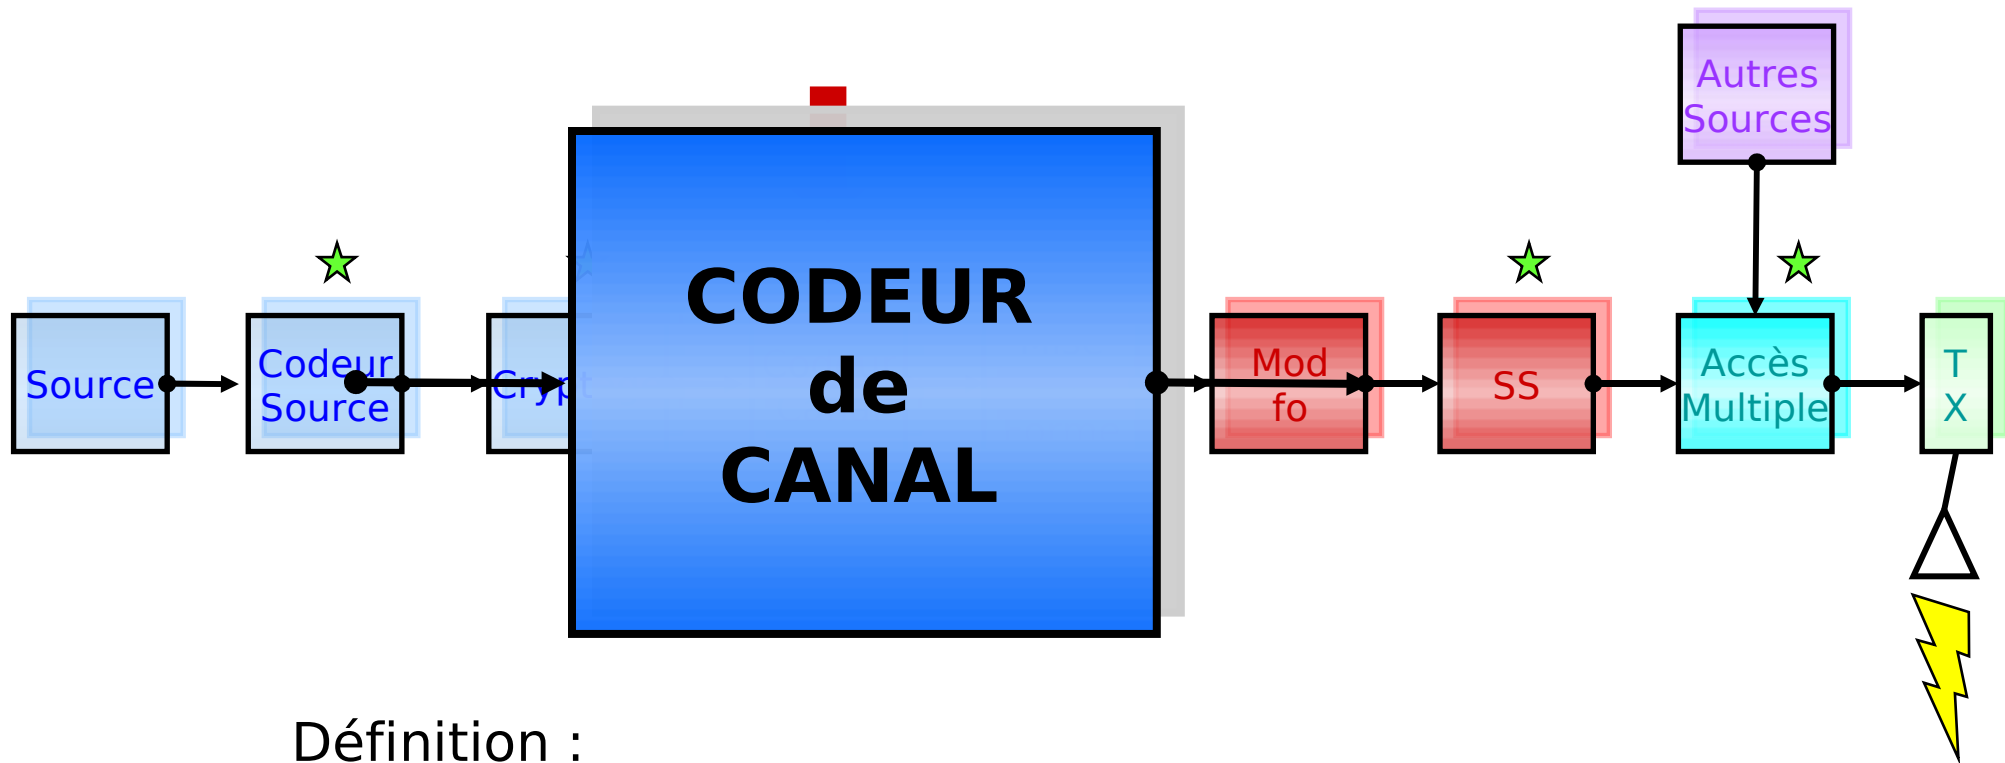 Autres
Sources
Source
Codeur
Source
CODEUR
de
CANAL
Mod
fo
SS
Accès
Multiple
T
X
Définition :